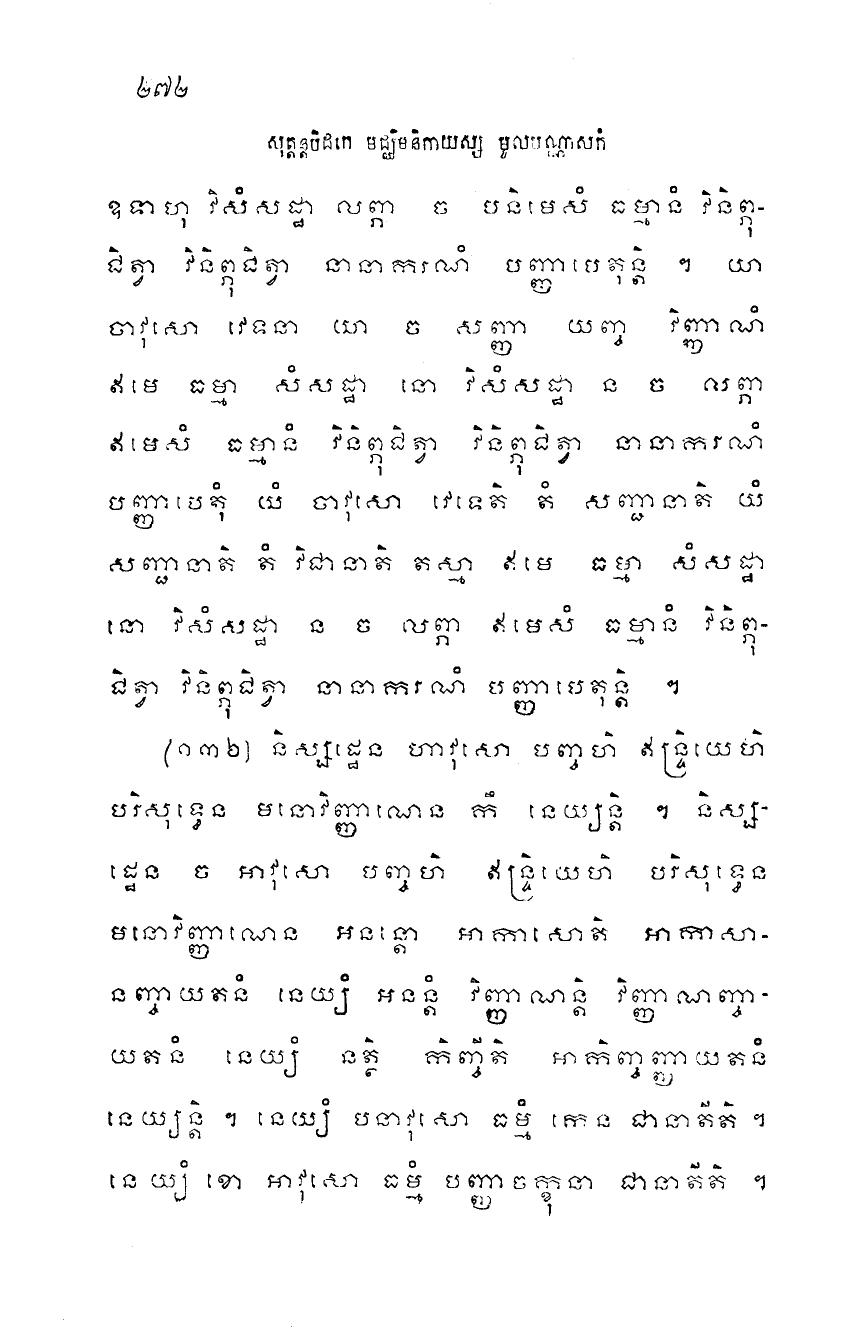 ២៧២
សុត្តន្តបិដកេ មជ្ឈិមនិកាយស្ស មូលបណ្ណាសកំ
ឧទាហុ វិសំសដ្ឋា លព្ភា ច បនិមេសំ ធម្មានំ វិនិព្ភុ-
ជិត្វា វិនិព្ភុជិត្វា នានាករណំ បញ្ញាបេតុន្តិ ។ យា
ចាវុសោ វេទនា យា ច សញ្ញា យញ្ច វិញ្ញាណំ
ឥមេ ធម្មា សំសដ្ឋា នោ វិសំសដ្ឋា ន ច លព្ភា
ឥមេសំ ធម្មានំ វិនិព្ភុជិត្វា វិនិព្ភុជិត្វា នានាករណំ
បញ្ញាបេតុំ យំ ចាវុសោ វេទេតិ តំ សញ្ជានាតិ យំ
សញ្ជានាតិ តំ វិជានាតិ តស្មា ឥមេ ធម្មា សំសដ្ឋា
នោ វិសំសដ្ឋា ន ច លព្ភា ឥមេសំ ធម្មានំ វិនិព្ភុ-
ជិត្វា វិនិព្ភុជិត្វា នានាករណំ បញ្ញាបេតុន្តិ ។
(១៣៦) និស្សដ្ឋេន ហាវុសោ បញ្ចហិ ឥន្ទ្រិយេហិ
បរិសុទ្ធេន មនោវិញ្ញាណេន កឹ នេយ្យន្តិ ។ និស្ស-
ដ្ឋេន ច អាវុសោ បញ្ចហិ ឥន្ទ្រិយេហិ បរិសុទ្ធេន
មនោវិញ្ញាណេន អនន្តោ អាកាសោតិ អាកាសា-
នញ្ចាយតនំ នេយ្យំ អនន្តំ វិញ្ញាណន្តិ វិញ្ញាណញ្ចា-
យតនំ នេយ្យំ នត្ថិ កិញ្ចីតិ អាកិញ្ចញ្ញាយតនំ
នេយ្យន្តិ ។ នេយ្យំ បនាវុសោ ធម្មំ កេន ជានាតីតិ ។
នេយ្យំ ខោ អាវុសោ ធម្មំ បញ្ញាចក្ខុនា ជានាតីតិ ។